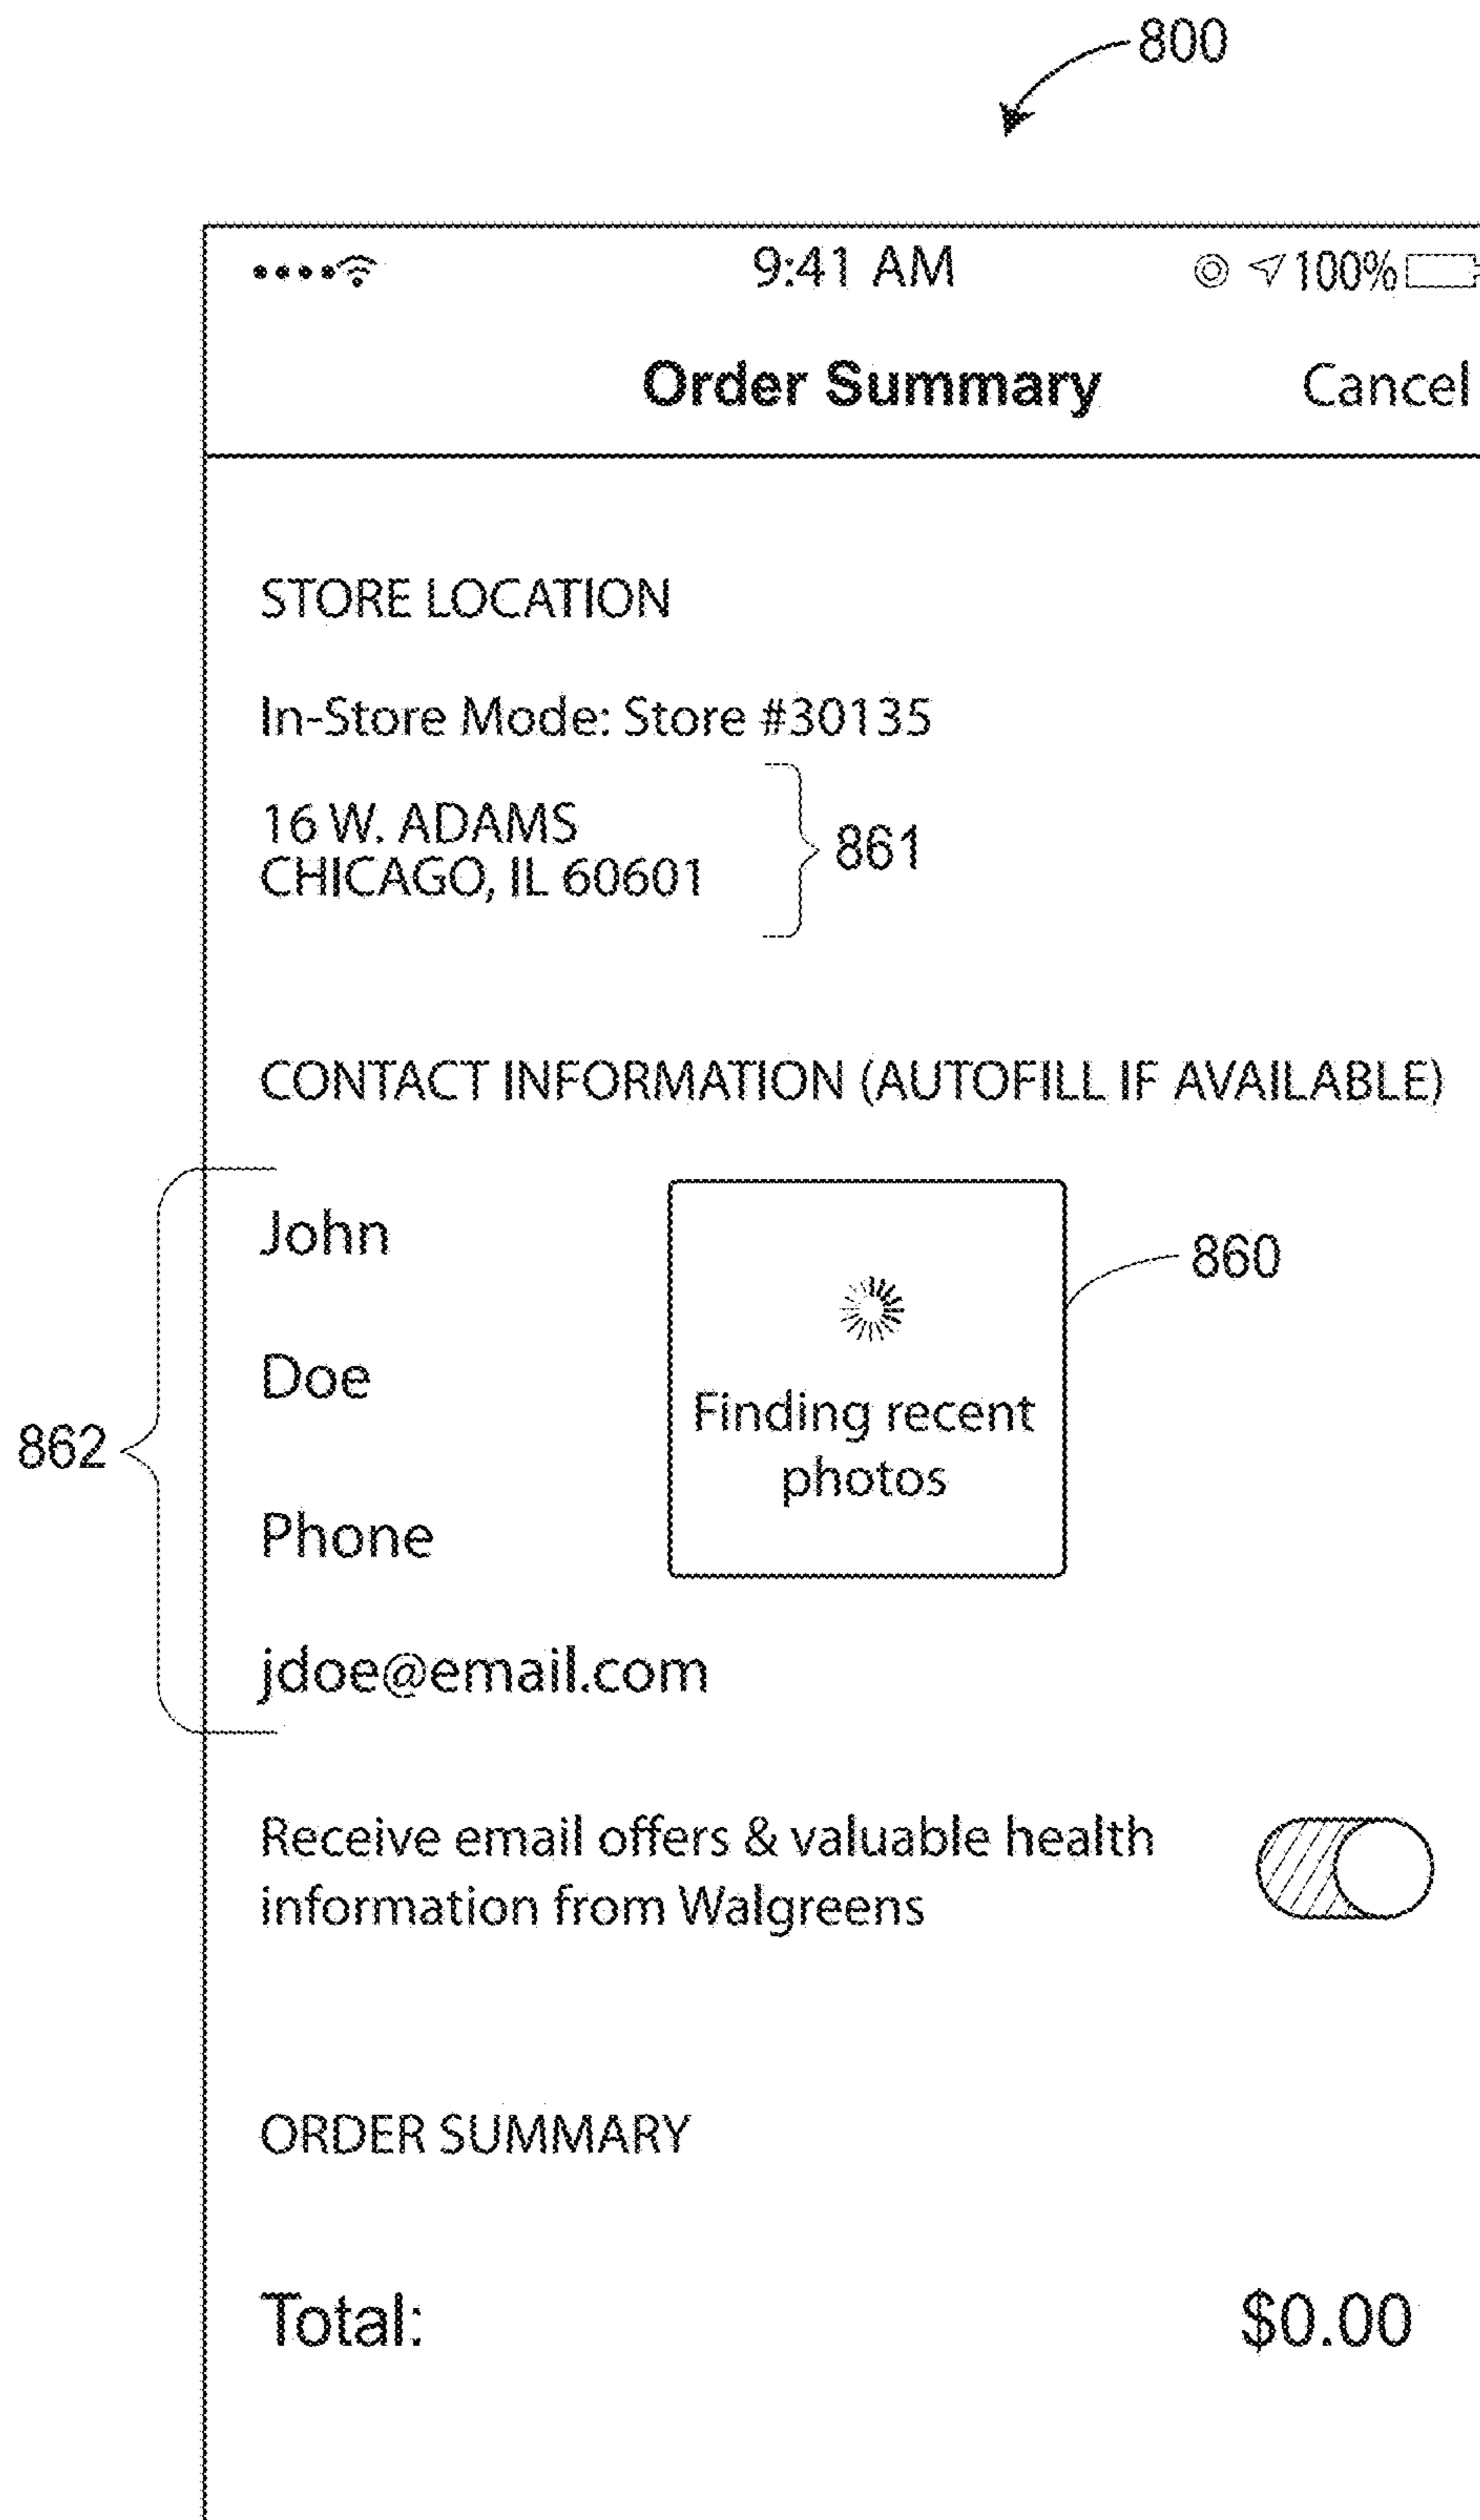 800
9:41 AM 100%
Order Summary Cancel
STORE LOCATION
In-Store Mode: Store #30135
16 W. ADAMS
861
CHICAGO, IL 60601
CONTACT INFORMATION (AUTOFILL IF AVAILABLE)
John
860
Doe
Finding recent
862
photos
Phone
jdoe@email.com
Receive email offers & valuable health
information from Walgreens
ORDER SUMMARY
Total: $0.00